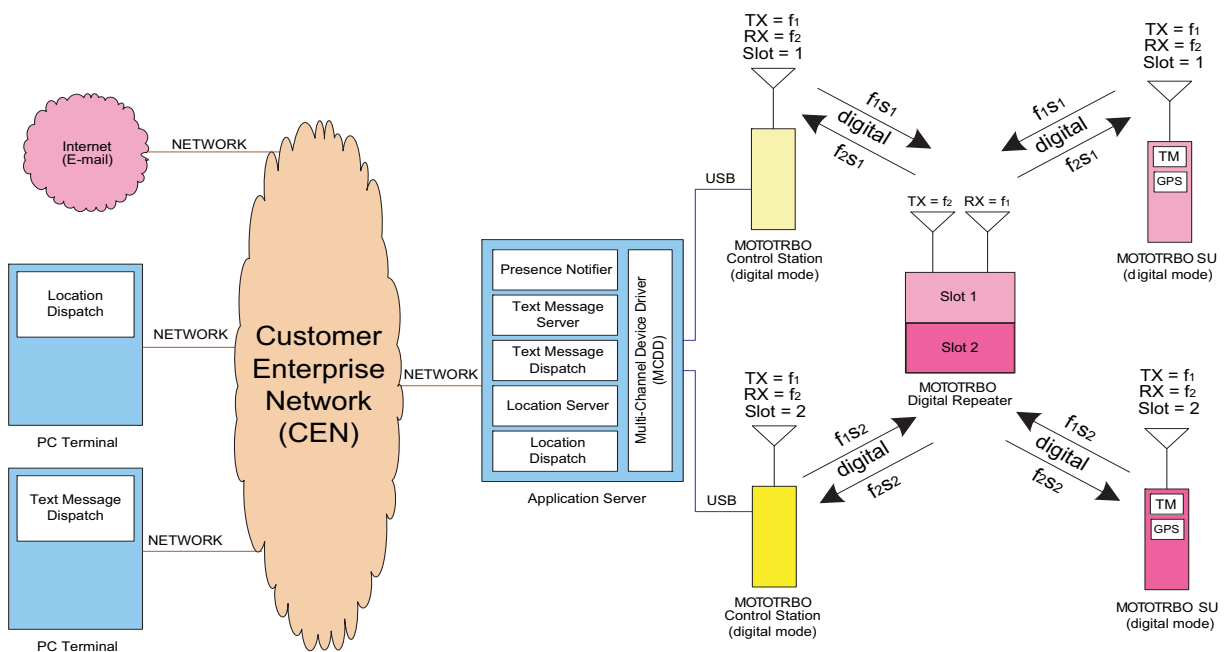 Internet
(E-mail)
NETWORK
Location
Dispatch
NETWORK
PC Terminal
Text Message
Dispatch
NETWORK
PC Terminal
Customer
Enterprise
Network
(CEN)
NETWORK
Presence Notifier
Text Message
Server
Text Message
Dispatch
Location Server
Location
Dispatch
Multi-Channel Device Driver
(MCDD)
Application Server
USB
USB
TX = f₁
RX = f₂
Slot = 1
MOTOTRBO
Control Station
(digital mode)
f₁s₁
digital
f₂s₁
TX = f₁
RX = f₂
Slot = 2
MOTOTRBO
Control Station
(digital mode)
f₁s₂
digital
f₂s₂
TX = f₂
RX = f₁
Slot 1
Slot 2
MOTOTRBO
Digital Repeater
f₁s₁
digital
f₂s₁
TX = f₁
RX = f₂
Slot = 1
TM
GPS
MOTOTRBO SU
(digital mode)
f₁s₂
digital
f₂s₂
TX = f₁
RX = f₂
Slot = 2
TM
GPS
MOTOTRBO SU
(digital mode)